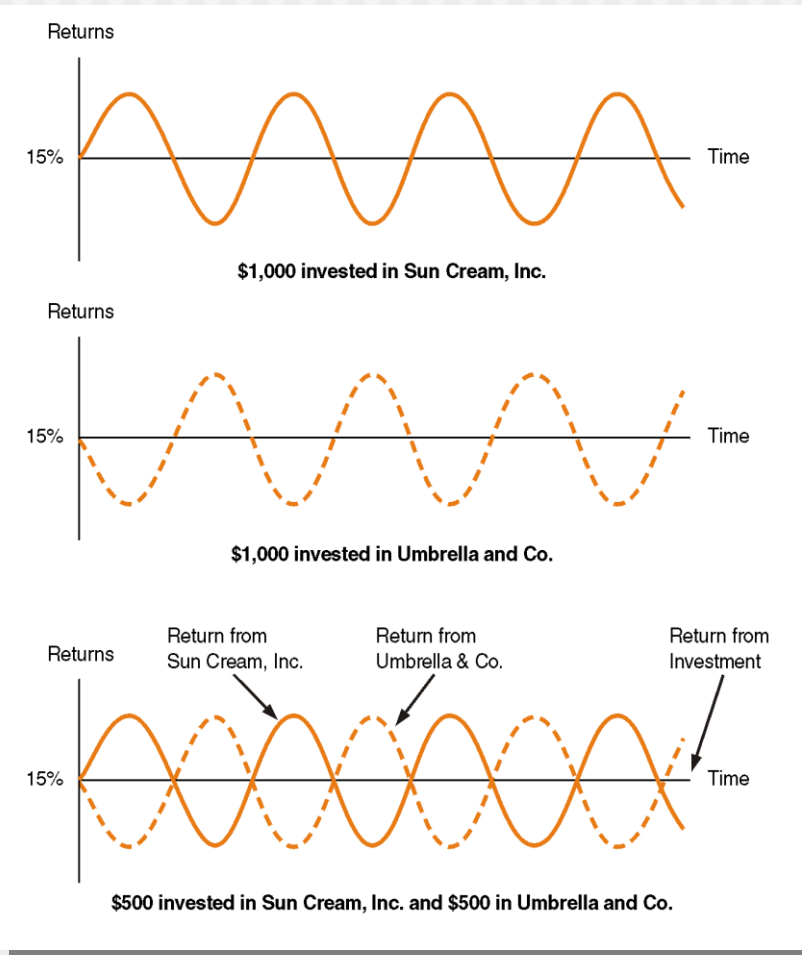 Returns
15%
Time
$1,000 invested in Sun Cream, Inc.
Returns
15%
Time
$1,000 invested in Umbrella and Co.
Returns
Return from
Sun Cream, Inc.
Return from
Umbrella & Co.
Return from
Investment
15%
Time
$500 invested in Sun Cream, Inc. and $500 in Umbrella and Co.